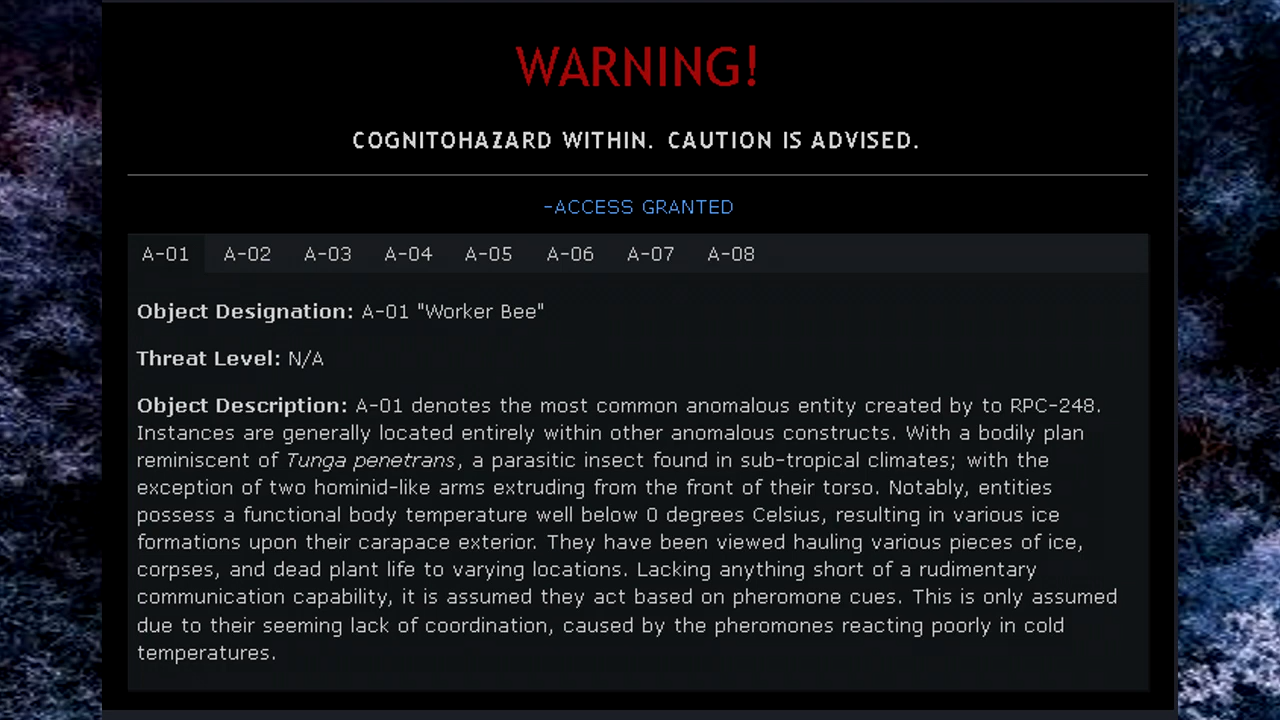 WARNING!
COGNITOHAZARD WITHIN. CAUTION IS ADVISED.
-ACCESS GRANTED
A-01 A-02 A-03 A-04 A-05 A-06 A-07 A-08
Object Designation: A-01 "Worker Bee"
Threat Level: N/A
Object Description: A-01 denotes the most common anomalous entity created by to RPC-248.
Instances are generally located entirely within other anomalous constructs. With a bodily plan
reminiscent of Tunga penetrans, a parasitic insect found in sub-tropical climates; with the
exception of two hominid-like arms extruding from the front of their torso. Notably, entities
possess a functional body temperature well below 0 degrees Celsius, resulting in various ice
formations upon their carapace exterior. They have been viewed hauling various pieces of ice,
corpses, and dead plant life to varying locations. Lacking anything short of a rudimentary
communication capability, it is assumed they act based on pheromone cues. This is only assumed
due to their seeming lack of coordination, caused by the pheromones reacting poorly in cold
temperatures.